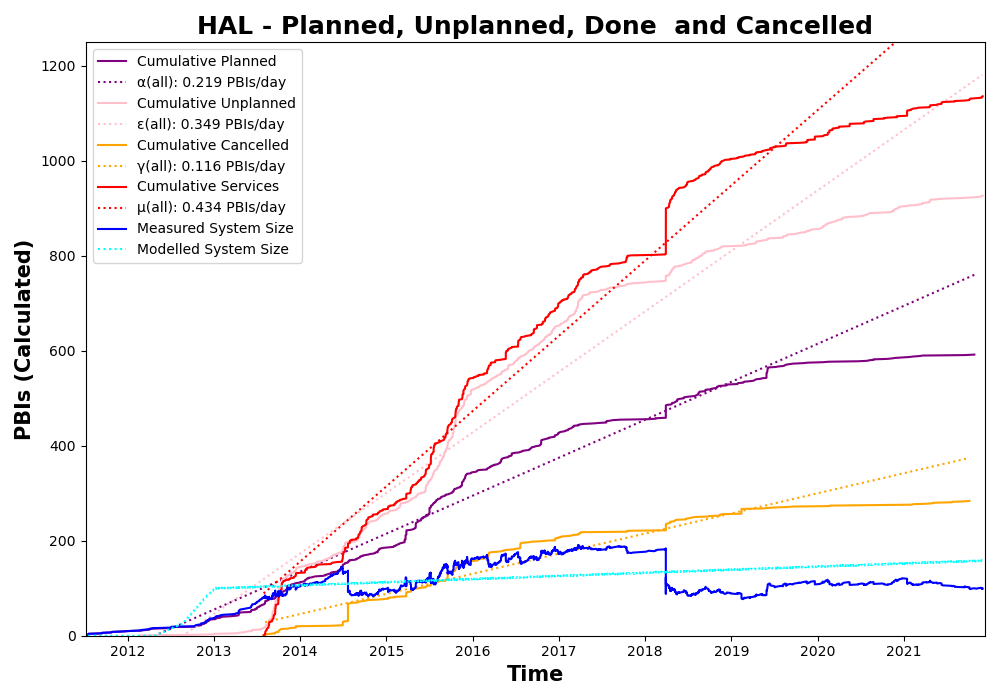 HAL - Planned, Unplanned, Done  and Cancelled
Cumulative Planned
α(all): 0.219 PBIs/day
Cumulative Unplanned
ε(all): 0.349 PBIs/day
Cumulative Cancelled
γ(all): 0.116 PBIs/day
Cumulative Services
μ(all): 0.434 PBIs/day
Measured System Size
Modelled System Size
PBIs (Calculated)
1200
1000
800
600
400
200
0
2012 2013 2014 2015 2016 2017 2018 2019 2020 2021
Time